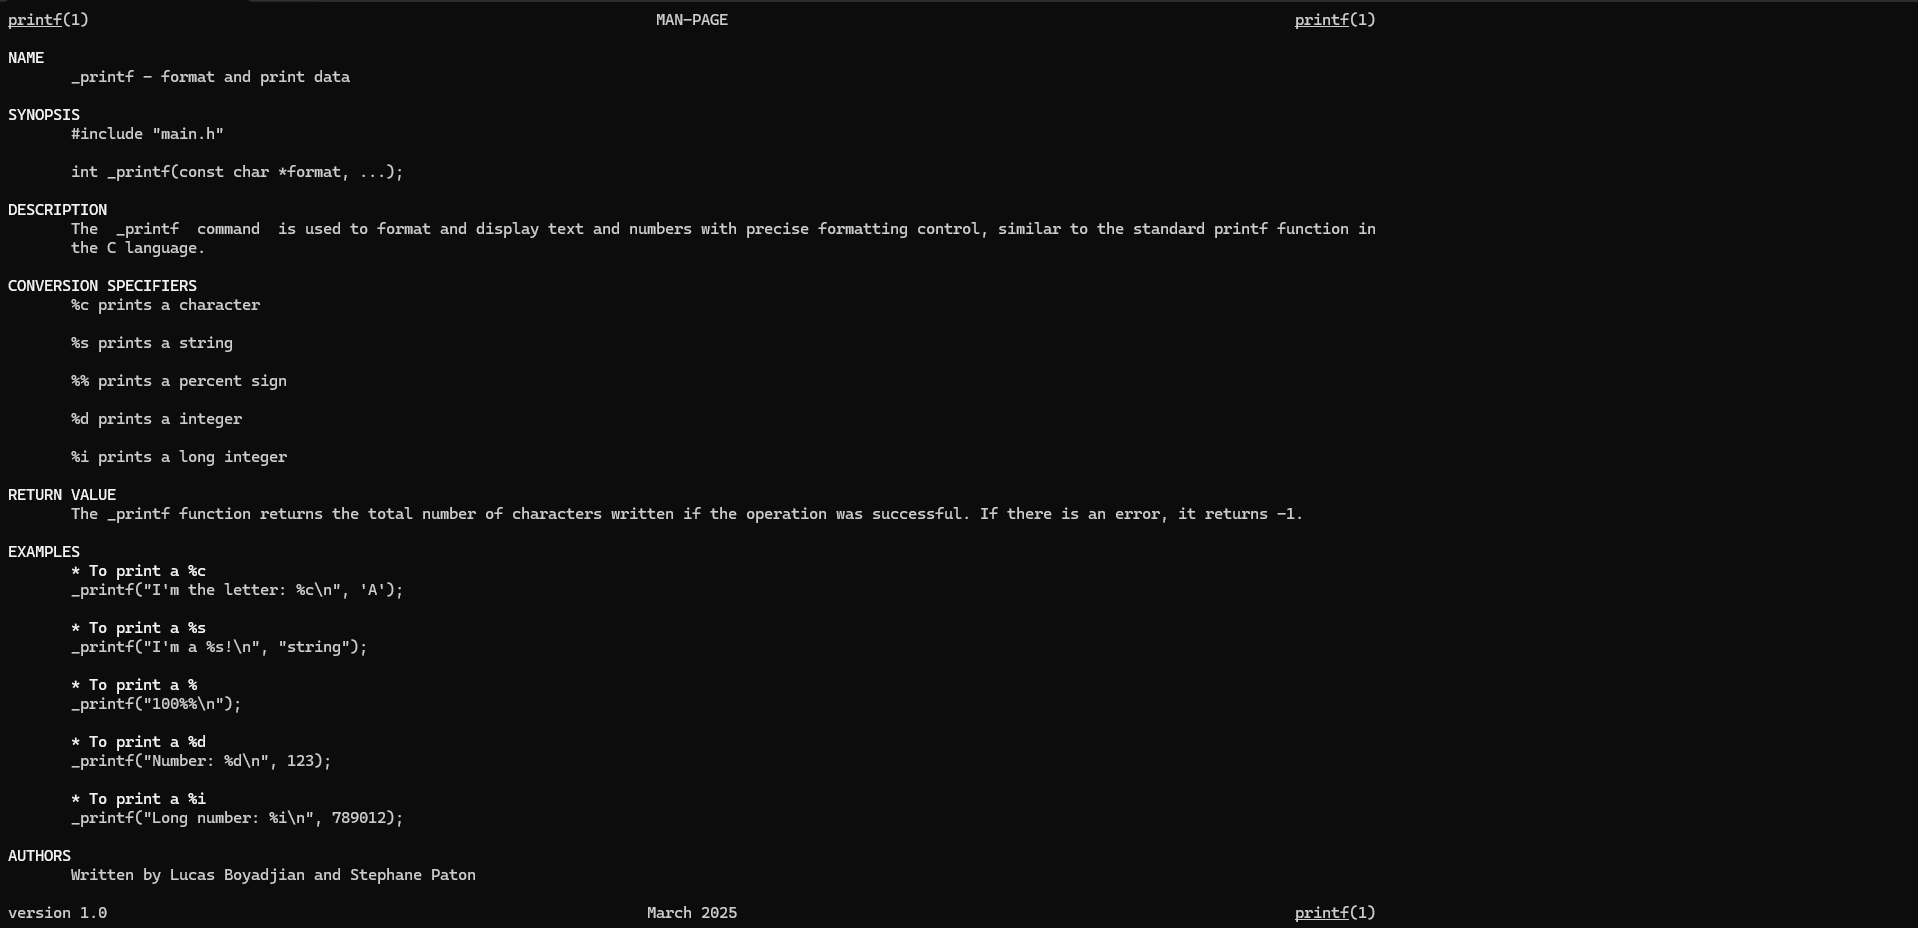 printf(1) MAN-PAGE printf(1)
NAME
_printf - format and print data
SYNOPSIS
#include "main.h"
int _printf(const char *format, ...);
DESCRIPTION
The _printf command is used to format and display text and numbers with precise formatting control, similar to the standard printf function in
the C language.
CONVERSION SPECIFIERS
%c prints a character
%s prints a string
%% prints a percent sign
%d prints a integer
%i prints a long integer
RETURN VALUE
The _printf function returns the total number of characters written if the operation was successful. If there is an error, it returns -1.
EXAMPLES
* To print a %c
_printf("I'm the letter: %c\n", 'A');
* To print a %s
_printf("I'm a %s!\n", "string");
* To print a %
_printf("100%%\n");
* To print a %d
_printf("Number: %d\n", 123);
* To print a %i
_printf("Long number: %i\n", 789012);
AUTHORS
Written by Lucas Boyadjian and Stephane Paton
version 1.0 March 2025 printf(1)